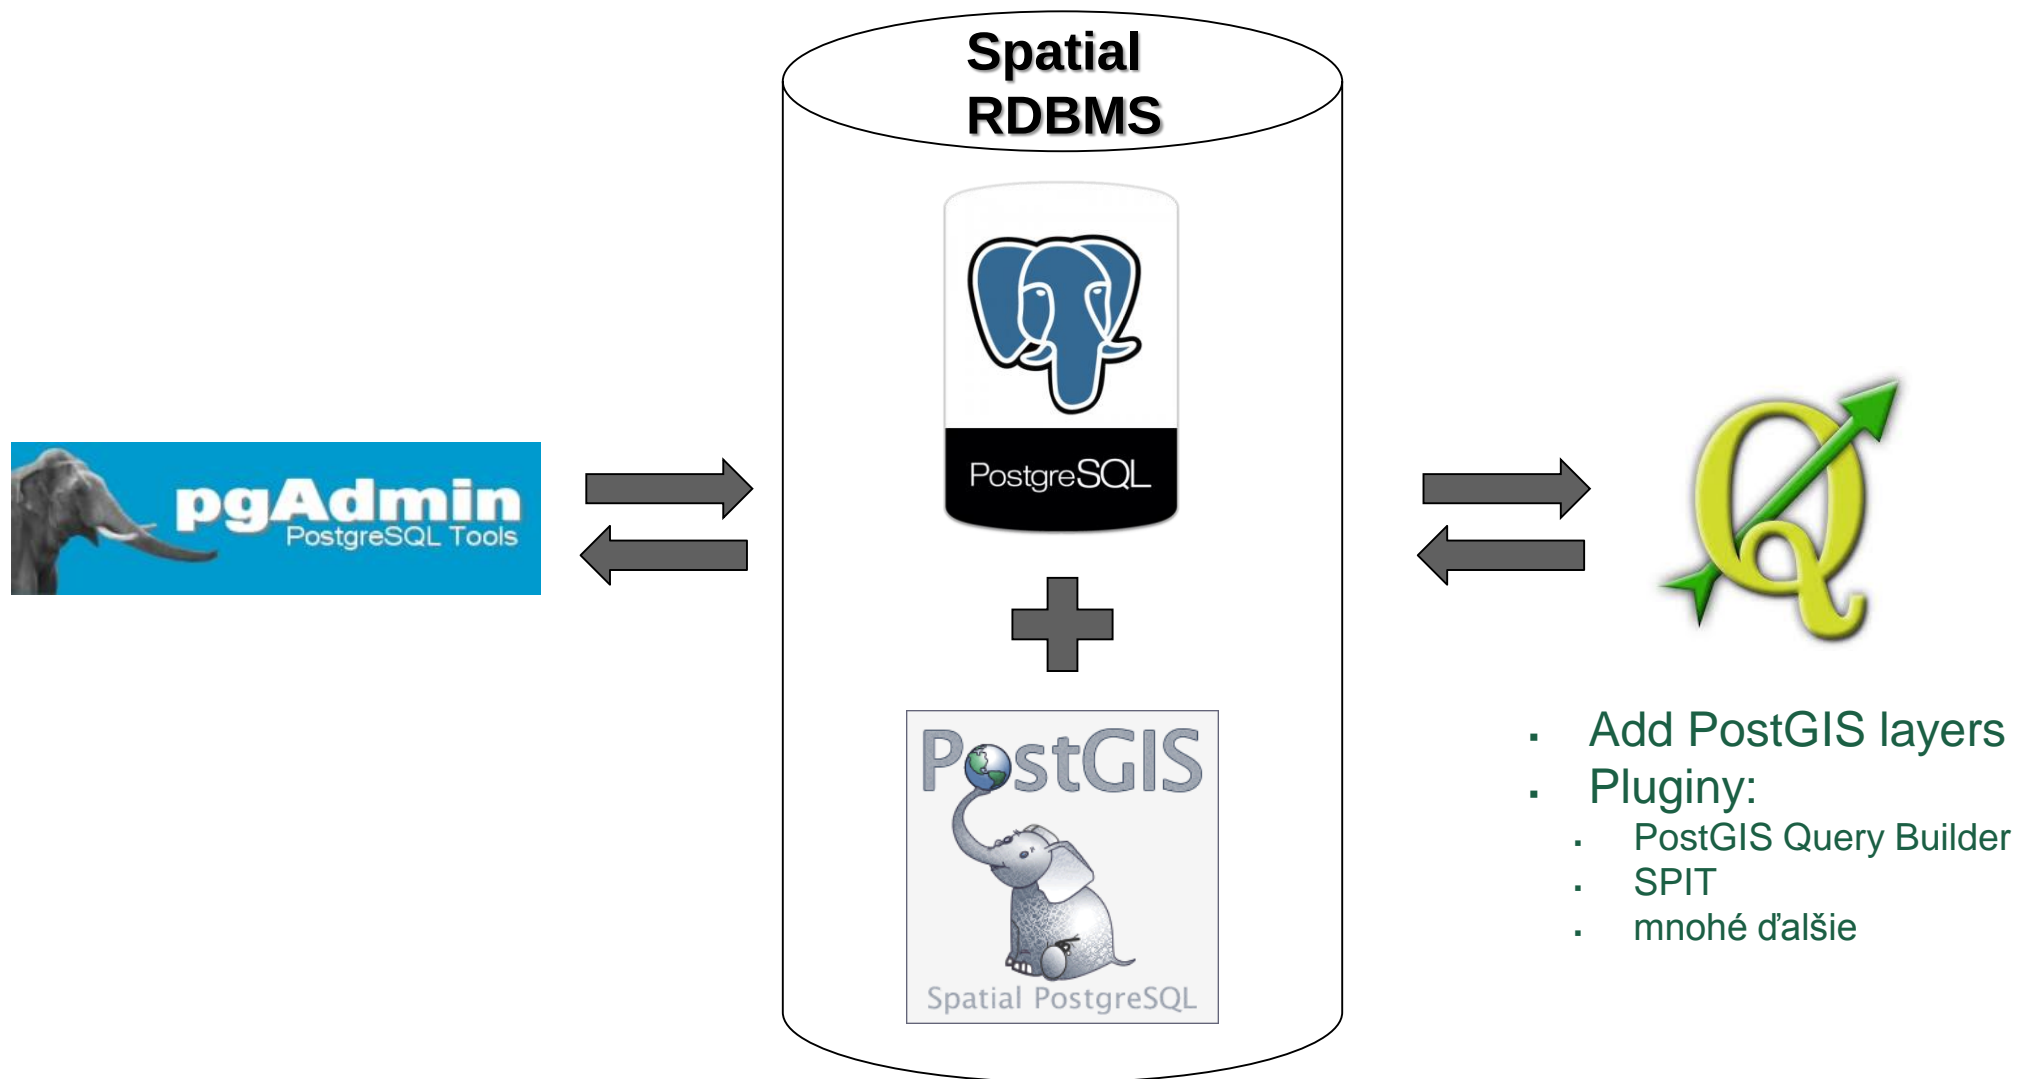 Spatial
RDBMS
PostgreSQL
pgAdmin
PostgreSQL Tools
PostGIS
Spatial PostgreSQL
Q
▪ Add PostGIS layers
▪ Pluginy:
▪ PostGIS Query Builder
▪ SPIT
▪ mnohé ďalšie